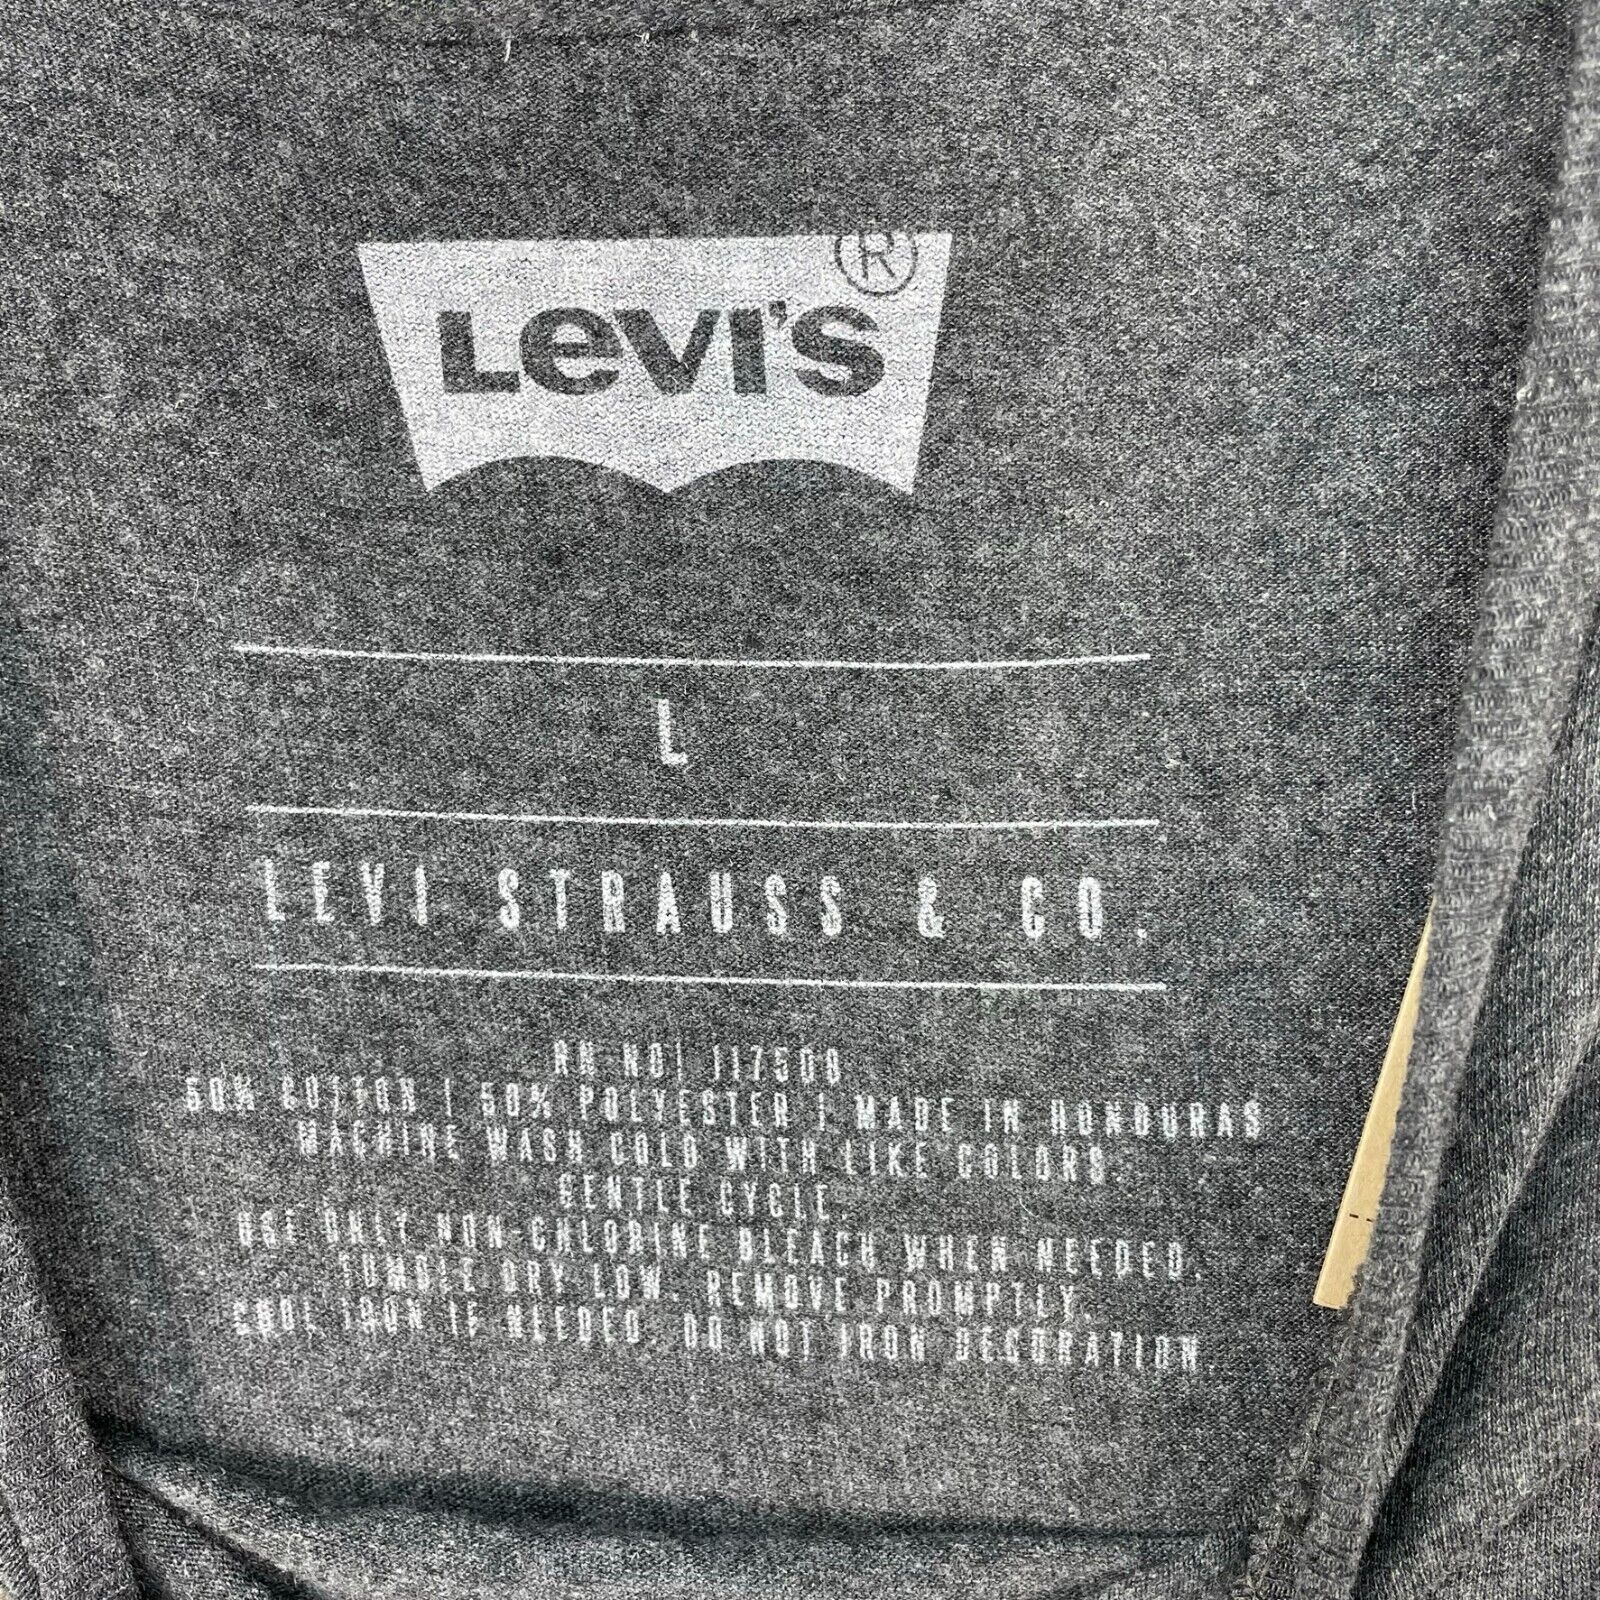 LEVI'S ®
L
LEVI STRAUSS & CO.
RN NO! 117508
50% COTTON | 50% POLYESTER | MADE IN HONDURAS
MACHINE WASH COLD WITH LIKE COLORS.
GENTLE CYCLE.
USE ONLY NON-CHLORINE BLEACH WHEN NEEDED.
TUMBLE DRY LOW. REMOVE PROMPTLY.
COOL IRON IF NEEDED. DO NOT IRON DECORATION.